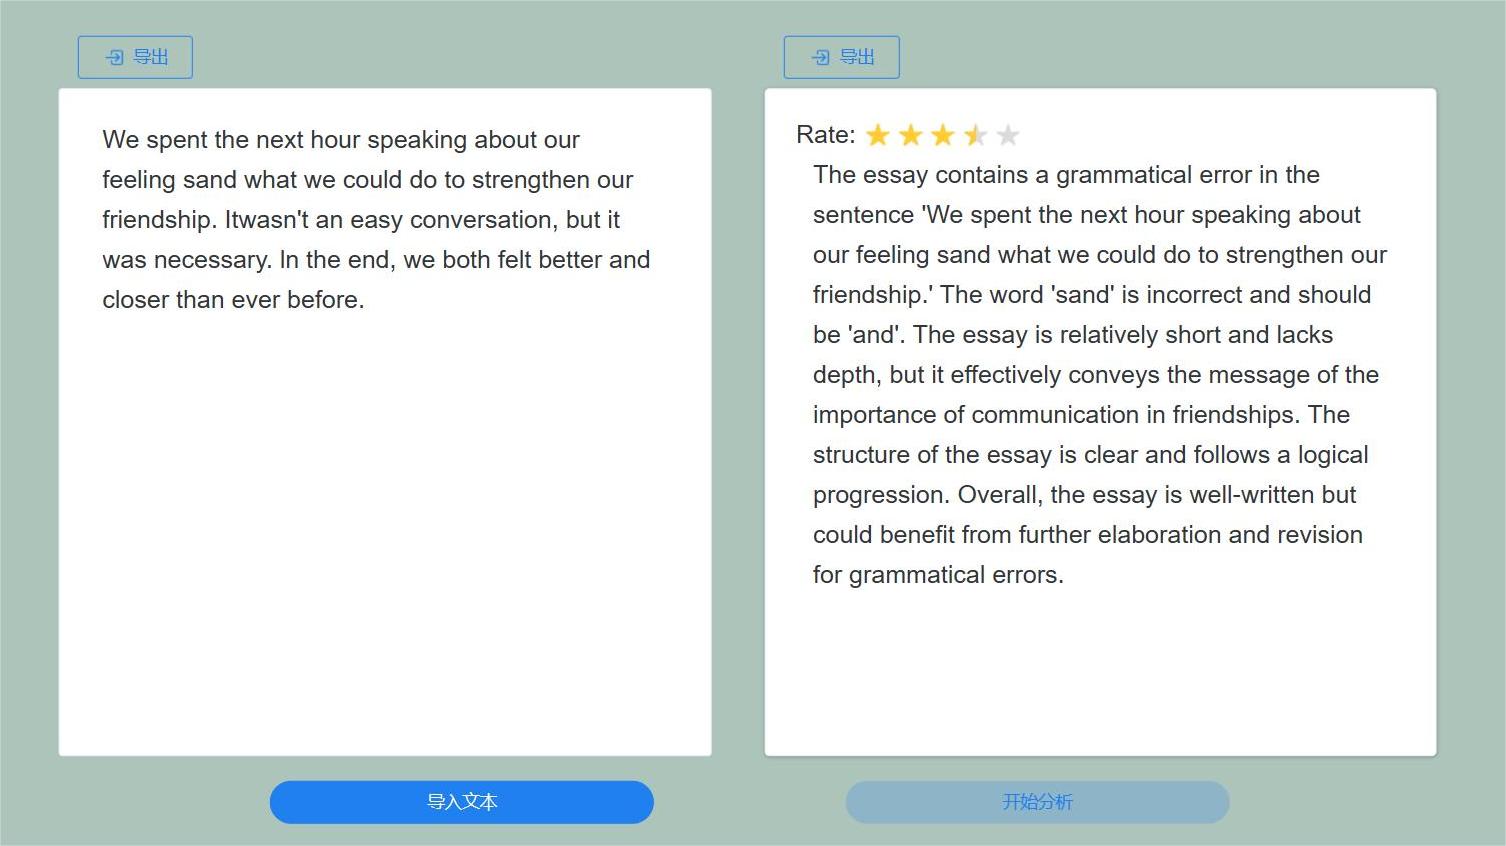 导出
We spent the next hour speaking about our
feeling sand what we could do to strengthen our
friendship. Itwasn't an easy conversation, but it
was necessary. In the end, we both felt better and
closer than ever before.
导入文本
导出
Rate:
The essay contains a grammatical error in the
sentence 'We spent the next hour speaking about
our feeling sand what we could do to strengthen our
friendship.' The word 'sand' is incorrect and should
be 'and'. The essay is relatively short and lacks
depth, but it effectively conveys the message of the
importance of communication in friendships. The
structure of the essay is clear and follows a logical
progression. Overall, the essay is well-written but
could benefit from further elaboration and revision
for grammatical errors.
开始分析